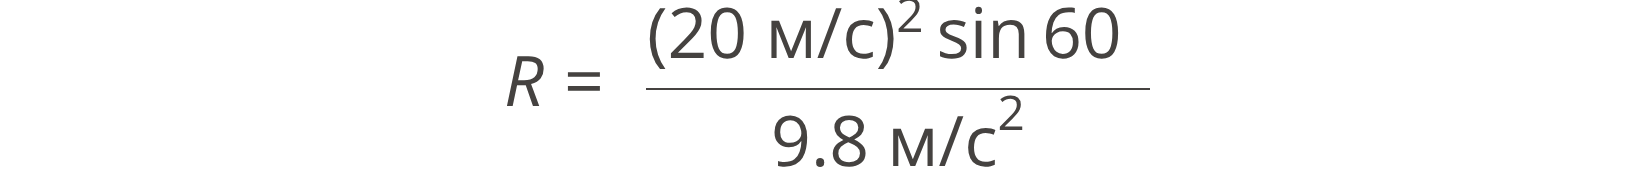 R = (20 м/с)² sin 60
9.8 м/с²